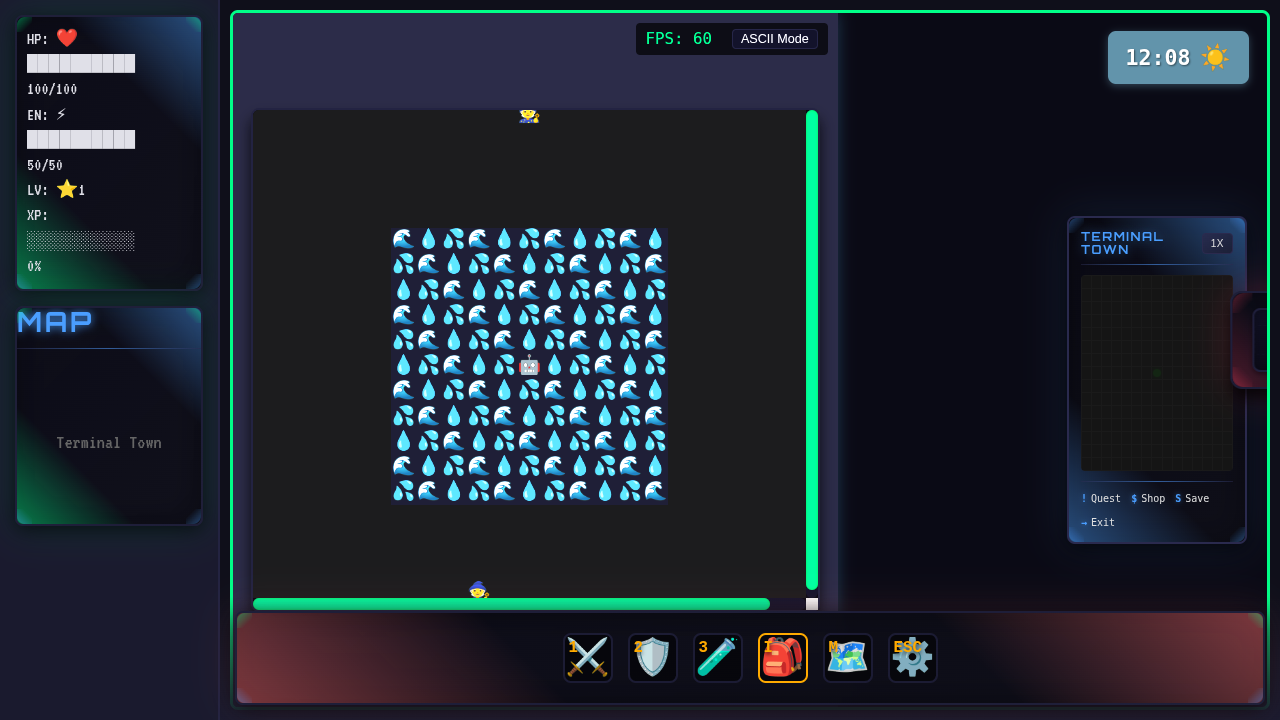 HP: ❤️
100/100
EN: ⚡
50/50
LV: ⭐1
XP:
0%
MAP
Terminal Town
FPS: 60 ASCII Mode
12:08 ☀️
TERMINAL
TOWN
1X
! Quest $ Shop S Save
→ Exit
1 2 3 I M ESC